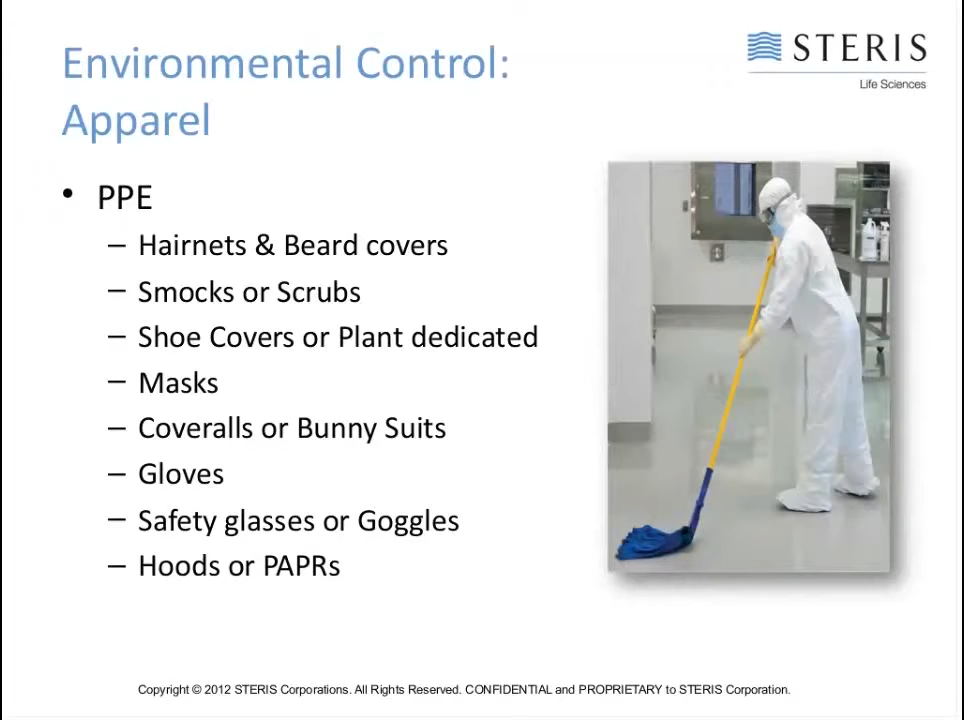 Environmental Control:
Apparel
STERIS
Life Sciences
• PPE
– Hairnets & Beard covers
– Smocks or Scrubs
– Shoe Covers or Plant dedicated
– Masks
– Coveralls or Bunny Suits
– Gloves
– Safety glasses or Goggles
– Hoods or PAPRs
Copyright © 2012 STERIS Corporations. All Rights Reserved. CONFIDENTIAL and PROPRIETARY to STERIS Corporation.